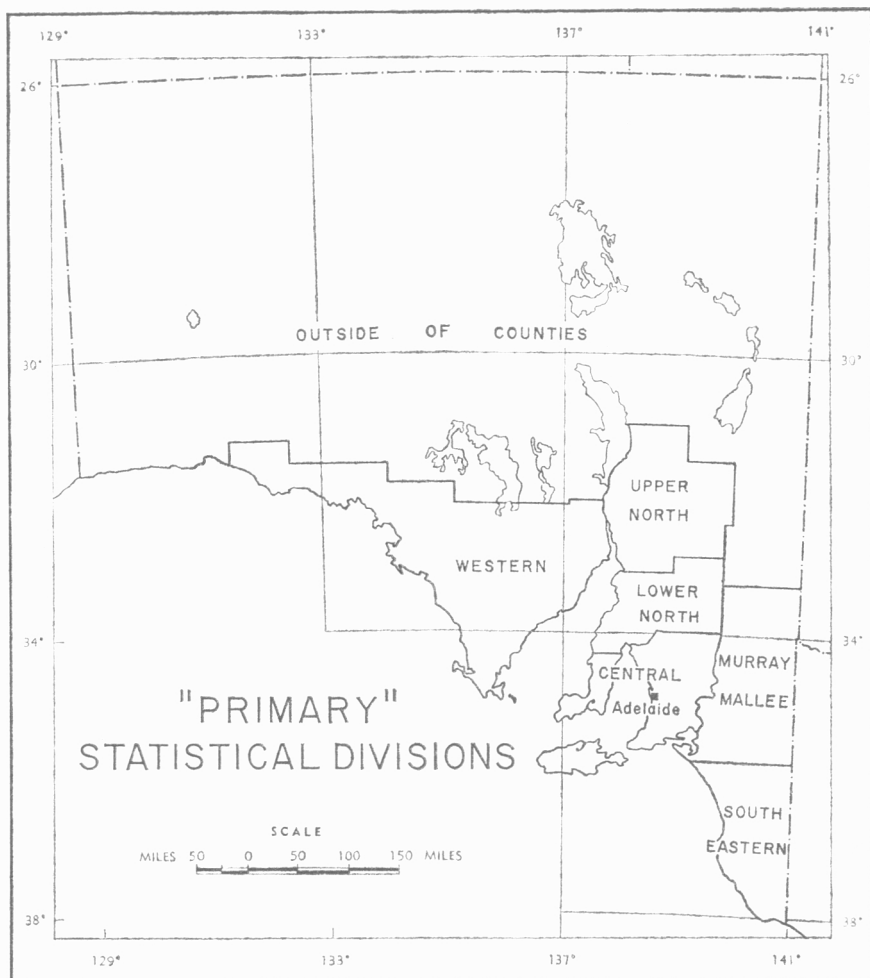 129° 133° 137° 141°
26° 26°
OUTSIDE OF COUNTIES
30° 30°
UPPER
NORTH
WESTERN
LOWER
NORTH
34° 34°
MURRAY
MALLEE
CENTRAL
Adelaide
"PRIMARY"
STATISTICAL DIVISIONS
SOUTH
EASTERN
SCALE
MILES 50 0 50 100 150 MILES
38° 38°
129° 133° 137° 141°